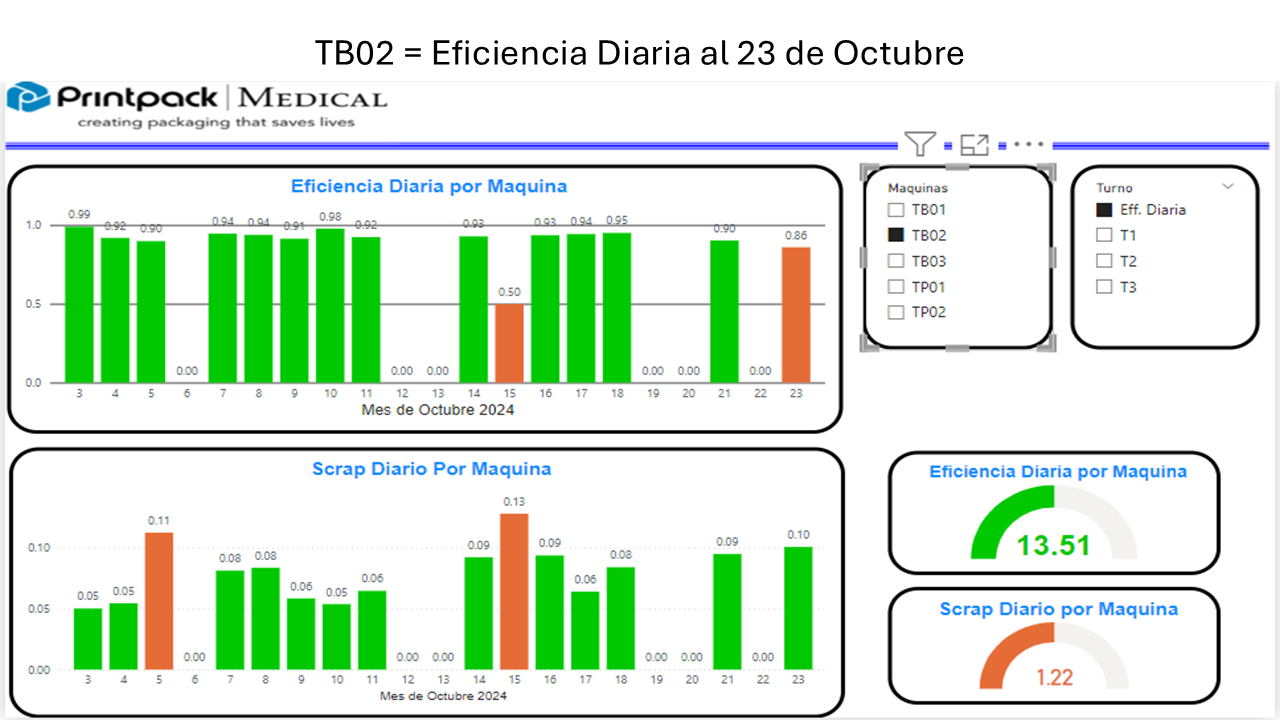 TB02 = Eficiencia Diaria al 23 de Octubre
Printpack | MEDICAL
creating packaging that saves lives
Eficiencia Diaria por Maquina
0.99 0.92 0.90 0.00 0.94 0.94 0.91 0.98 0.92 0.00 0.00 0.93 0.50 0.93 0.94 0.95 0.00 0.00 0.90 0.00 0.86
1.0
0.5
0.0
3 4 5 6 7 8 9 10 11 12 13 14 15 16 17 18 19 20 21 22 23
Mes de Octubre 2024
Maquinas
TB01
TB02
TB03
TP01
TP02
Turno
Eff. Diaria
T1
T2
T3
Scrap Diario Por Maquina
0.05 0.05 0.11 0.00 0.08 0.08 0.06 0.05 0.06 0.00 0.00 0.09 0.13 0.09 0.06 0.08 0.00 0.00 0.09 0.00 0.10
0.10
0.05
0.00
3 4 5 6 7 8 9 10 11 12 13 14 15 16 17 18 19 20 21 22 23
Mes de Octubre 2024
Eficiencia Diaria por Maquina
13.51
Scrap Diario por Maquina
1.22